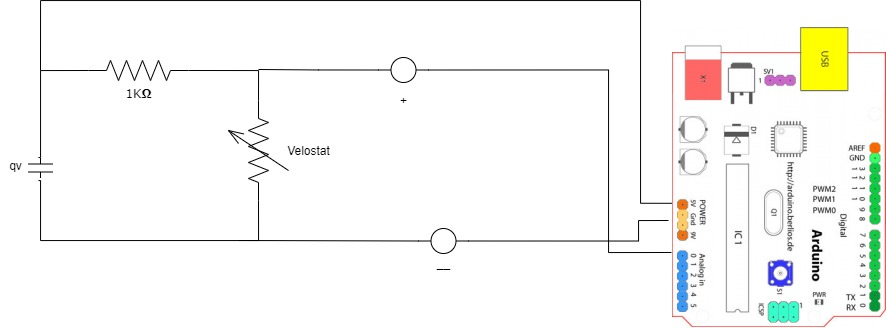 1KΩ
+
Velostat
qv
—
X1
SV1
1
USB
D1
AREF
GND
1 3
1 2
1 1
1 0
9
8
PWM2
PWM1
PWM0
http://arduino.berlios.de
Q1
IC1
Digital
Arduino
POWER
5V
Gnd
9V
Analog in
0
1
2
3
4
5
7
6
5
4
3
2
1
0
TX
RX
S1
PWR
ICSP
1